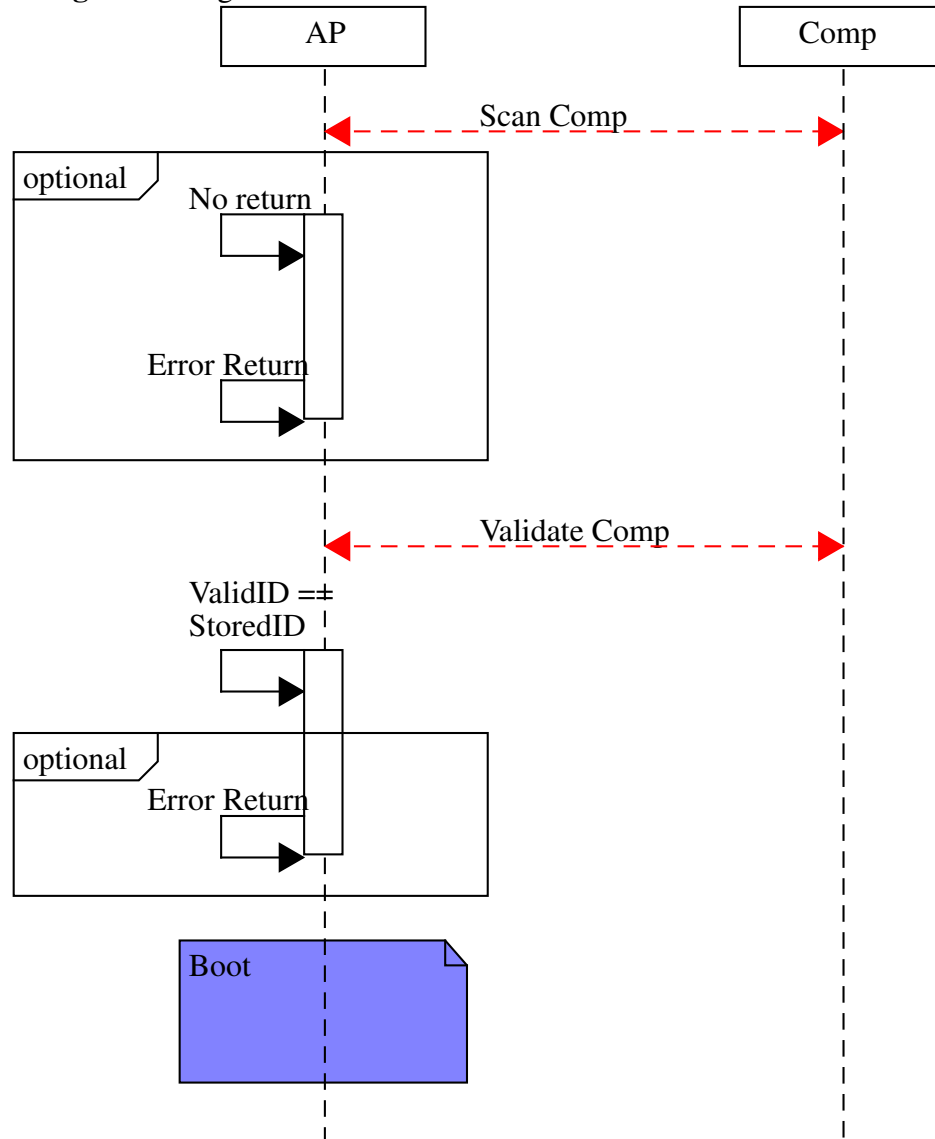 AP
Comp
Scan Comp
optional
No return
Error Return
Validate Comp
ValidID ==
StoredID
optional
Error Return
Boot